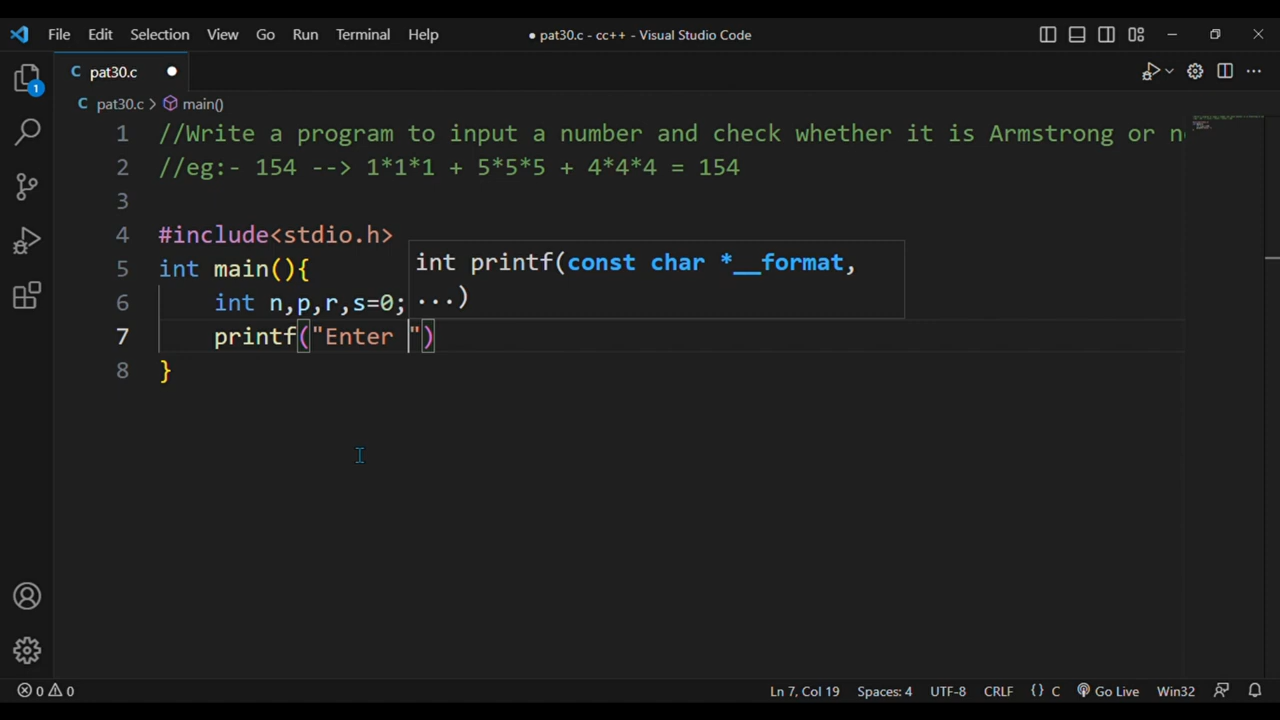 File Edit Selection View Go Run Terminal Help
● pat30.c - cc++ - Visual Studio Code
C pat30.c ●
C pat30.c > main()
1 //Write a program to input a number and check whether it is Armstrong or n
2 //eg:- 154 --> 1*1*1 + 5*5*5 + 4*4*4 = 154
3
4 #include<stdio.h>
5 int main(){
6 int n,p,r,s=0;
7 printf("Enter ")
8 }
int printf(const char *__format,
...)
1
0 0
Ln 7, Col 19 Spaces: 4 UTF-8 CRLF {} C Go Live Win32